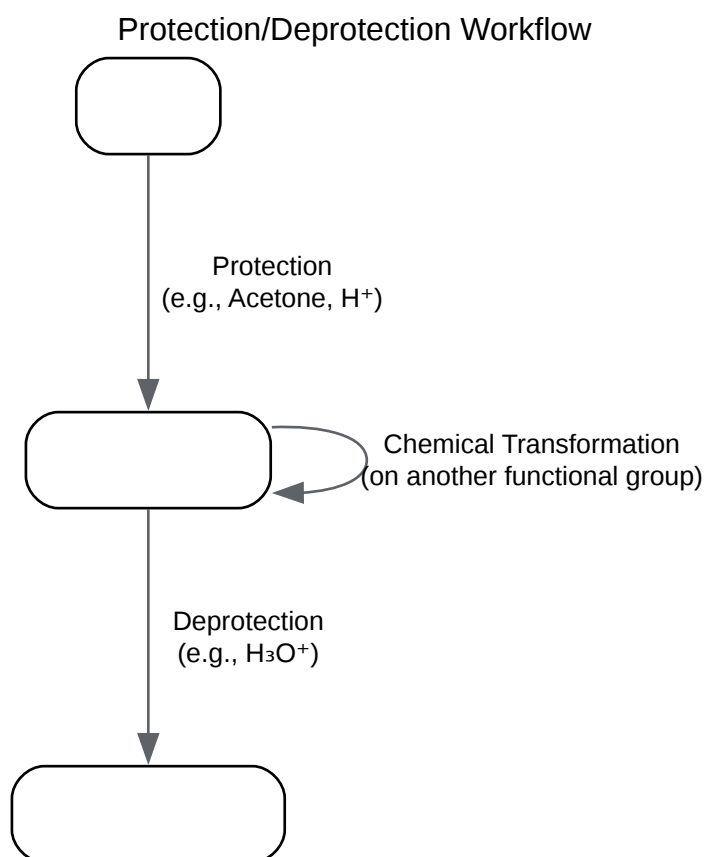 Protection/Deprotection Workflow
Protection
(e.g., Acetone, H⁺)
Chemical Transformation
(on another functional group)
Deprotection
(e.g., H₃O⁺)